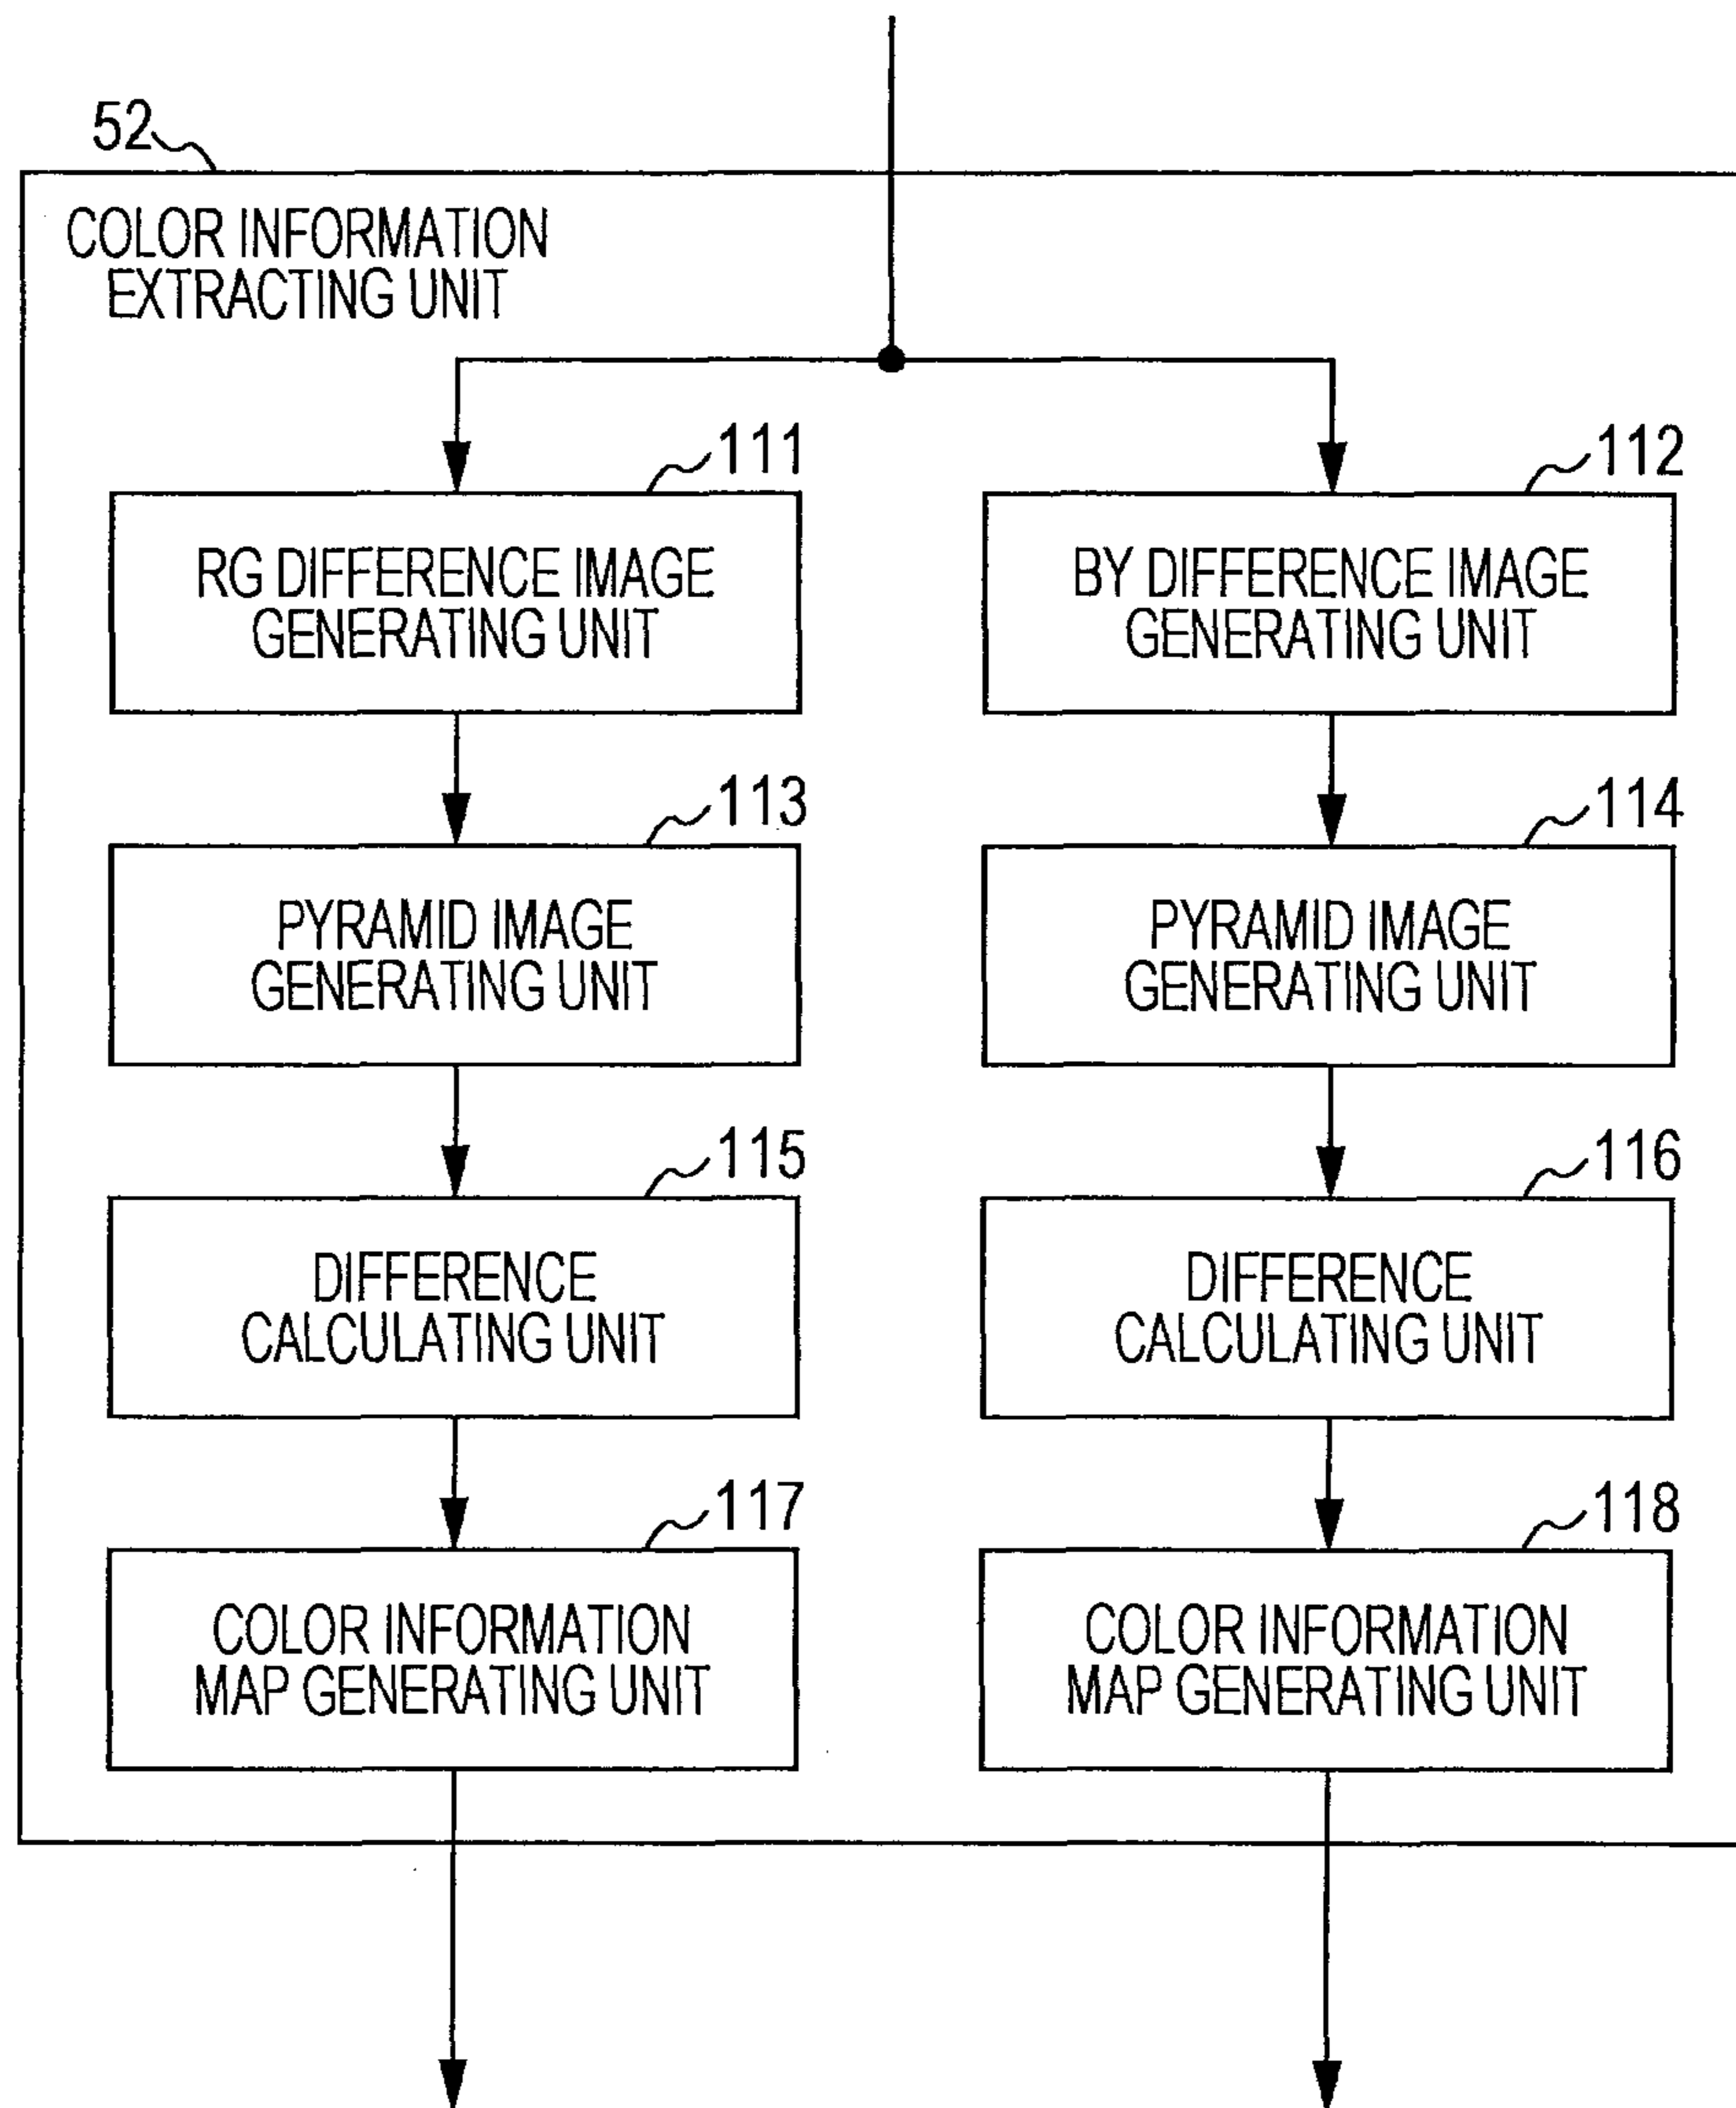 52
COLOR INFORMATION
EXTRACTING UNIT
111
112
RG DIFFERENCE IMAGE
GENERATING UNIT
BY DIFFERENCE IMAGE
GENERATING UNIT
113
114
PYRAMID IMAGE
GENERATING UNIT
PYRAMID IMAGE
GENERATING UNIT
115
116
DIFFERENCE
CALCULATING UNIT
DIFFERENCE
CALCULATING UNIT
117
118
COLOR INFORMATION
MAP GENERATING UNIT
COLOR INFORMATION
MAP GENERATING UNIT